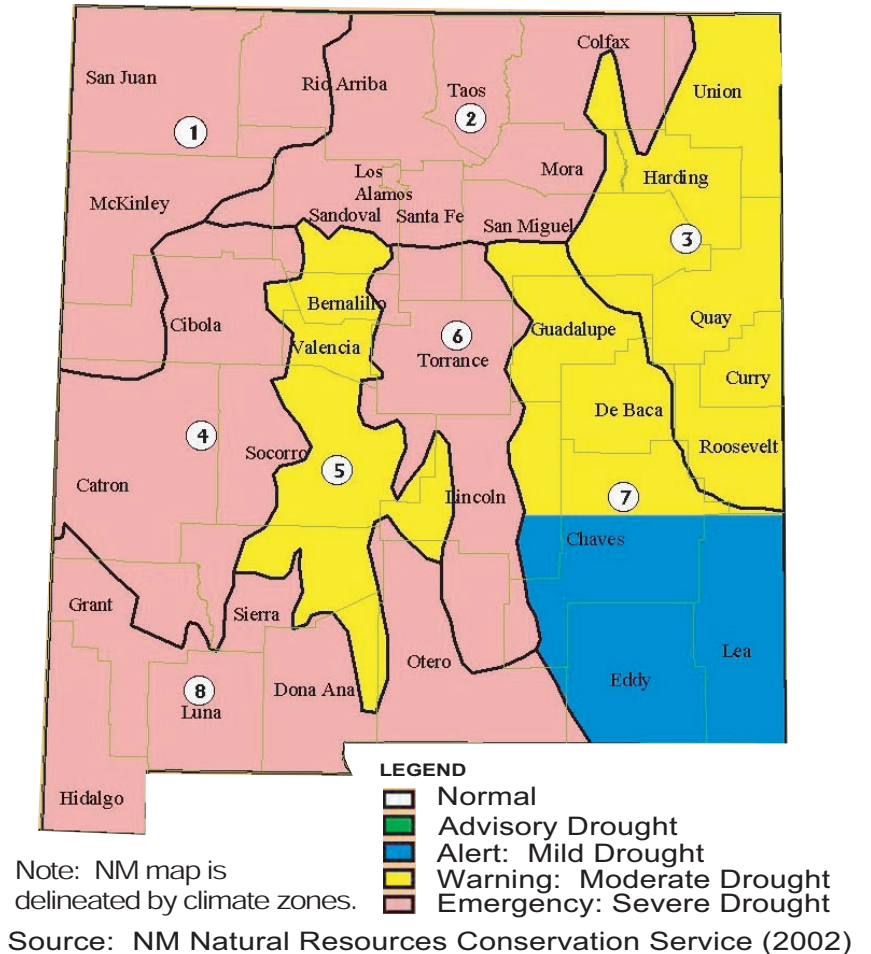 Colfax
San Juan
Rio Arriba
Taos
Union
1
2
Mora
Los
Alamos
Harding
McKinley
Sandoval
Santa Fe
San Miguel
3
Bernalillo
Cibola
Quay
Guadalupe
6
Valencia
Torrance
Curry
De Baca
4
Roosevelt
Socorro
5
Catron
Lincoln
7
Chaves
Grant
Sierra
Lea
Otero
Eddy
8
Dona Ana
Luna
Hidalgo
LEGEND
Normal
Advisory Drought
Alert: Mild Drought
Warning: Moderate Drought
Emergency: Severe Drought
Note: NM map is
delineated by climate zones.
Source: NM Natural Resources Conservation Service (2002)